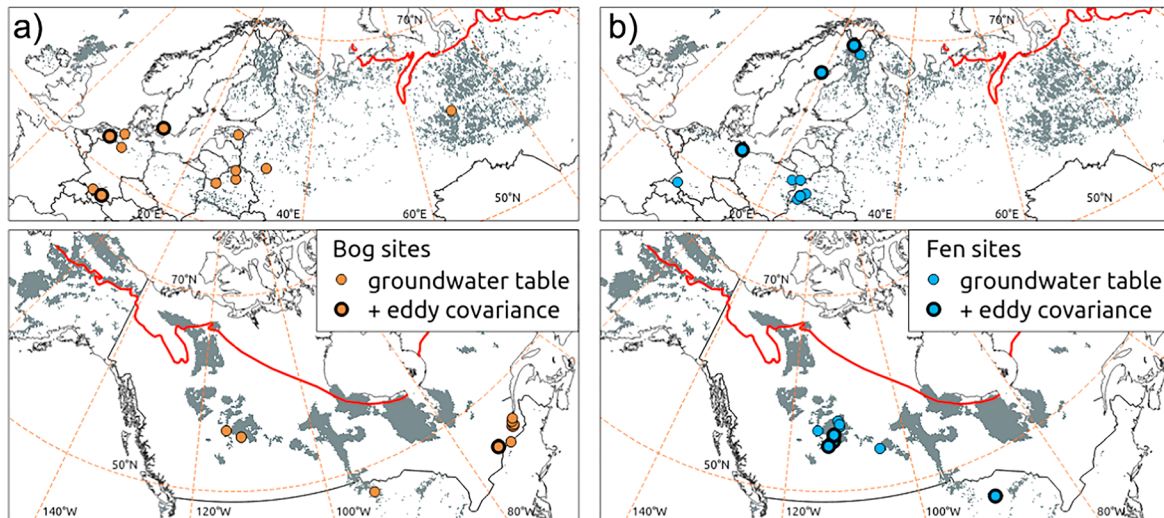 a)
70°N
50°N
20°E
40°E
60°E
b)
70°N
50°N
20°E
40°E
60°E
Bog sites
groundwater table
+ eddy covariance
70°N
50°N
140°W
120°W
100°W
80°W
Fen sites
groundwater table
+ eddy covariance
70°N
50°N
140°W
120°W
100°W
80°W